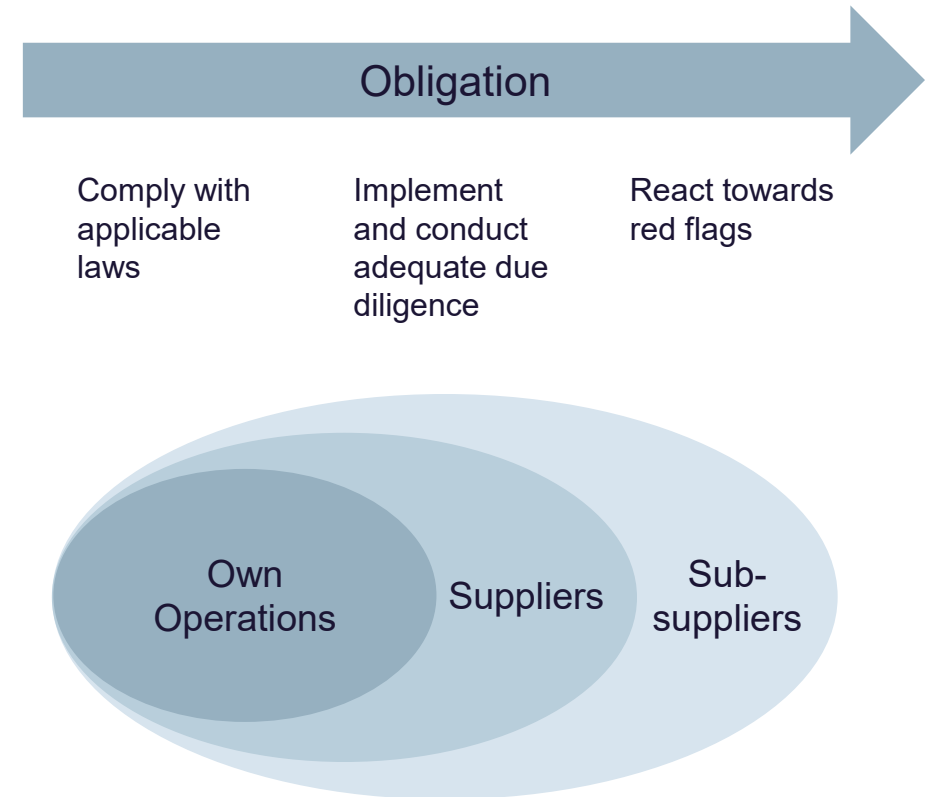 Obligation
Comply with
applicable
laws
Implement
and conduct
adequate due
diligence
React towards
red flags
Own
Operations
Suppliers
Sub-
suppliers